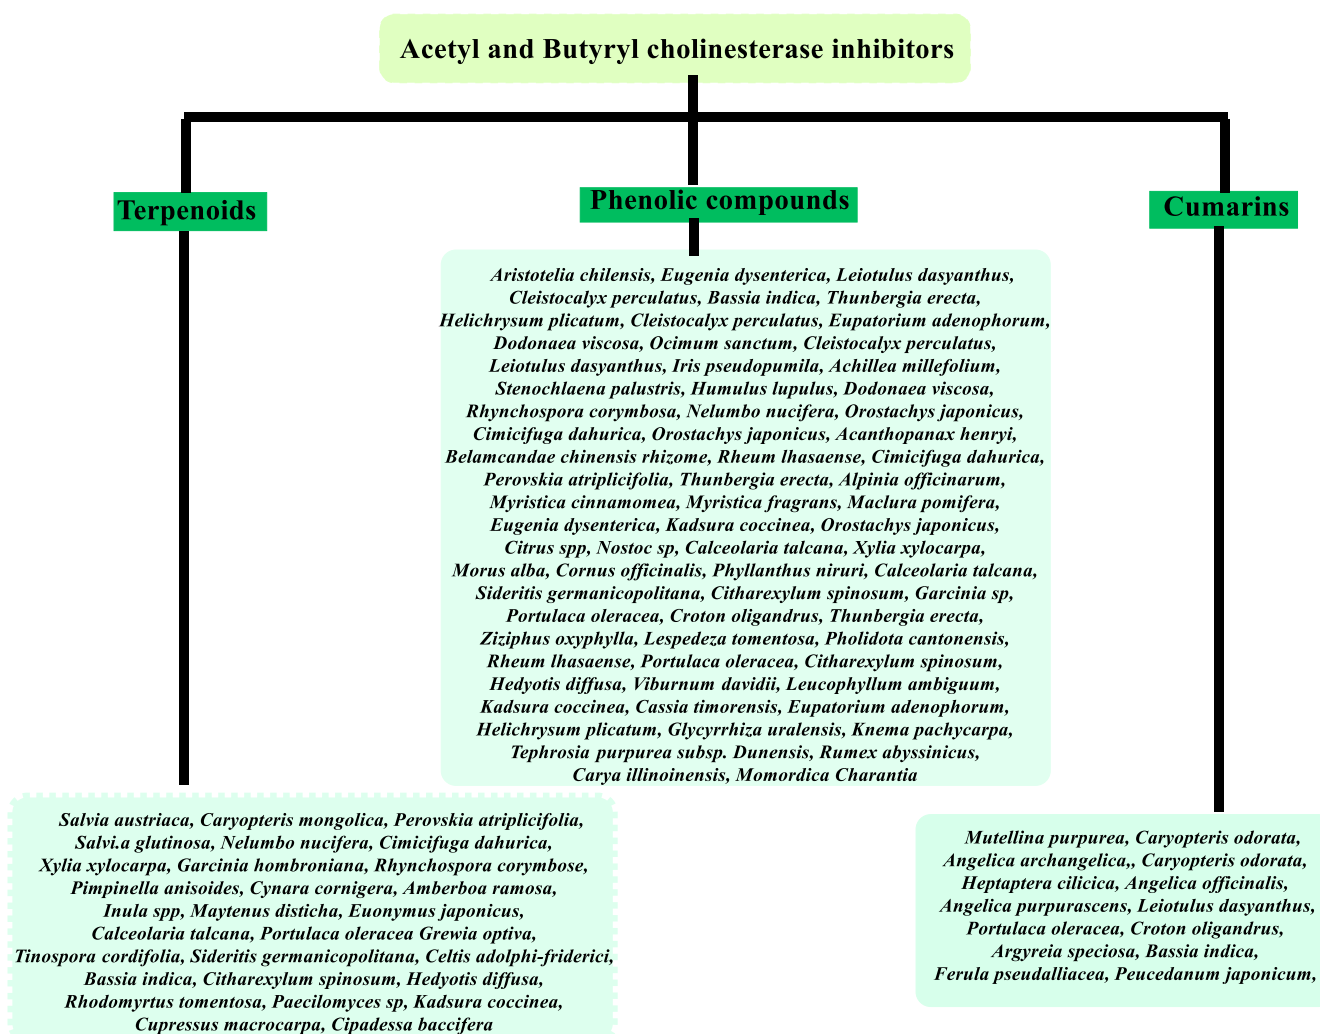 Acetyl and Butyryl cholinesterase inhibitors
Terpenoids
Phenolic compounds
Cumarins
Aristotelia chilensis, Eugenia dysenterica, Leiotulus dasyanthus,
Cleistocalyx perculatus, Bassia indica, Thunbergia erecta,
Helichrysum plicatum, Cleistocalyx perculatus, Eupatorium adenophorum,
Dodonaea viscosa, Ocimum sanctum, Cleistocalyx perculatus,
Leiotulus dasyanthus, Iris pseudopumila, Achillea millefolium,
Stenochlaena palustris, Humulus lupulus, Dodonaea viscosa,
Rhynchospora corymbosa, Nelumbo nucifera, Orostachys japonicus,
Cimicifuga dahurica, Orostachys japonicus, Acanthopanax henryi,
Belamcandae chinensis rhizome, Rheum lhasaense, Cimicifuga dahurica,
Perovskia atriplicifolia, Thunbergia erecta, Alpinia officinarum,
Myristica cinnamomea, Myristica fragrans, Maclura pomifera,
Eugenia dysenterica, Kadsura coccinea, Orostachys japonicus,
Citrus spp, Nostoc sp, Calceolaria talcana, Xylia xylocarpa,
Morus alba, Cornus officinalis, Phyllanthus niruri, Calceolaria talcana,
Sideritis germanicopolitana, Citharexylum spinosum, Garcinia sp,
Portulaca oleracea, Croton oligandrus, Thunbergia erecta,
Ziziphus oxyphylla, Lespedeza tomentosa, Pholidota cantonensis,
Rheum lhasaense, Portulaca oleracea, Citharexylum spinosum,
Hedyotis diffusa, Viburnum davidii, Leucophyllum ambiguum,
Kadsura coccinea, Cassia timorensis, Eupatorium adenophorum,
Helichrysum plicatum, Glycyrrhiza uralensis, Knema pachycarpa,
Tephrosia purpurea subsp. Dunensis, Rumex abyssinicus,
Carya illinoinensis, Momordica Charantia
Salvia austriaca, Caryopteris mongolica, Perovskia atriplicifolia,
Salvi.a glutinosa, Nelumbo nucifera, Cimicifuga dahurica,
Xylia xylocarpa, Garcinia hombroniana, Rhynchospora corymbose,
Pimpinella anisoides, Cynara cornigera, Amberboa ramosa,
Inula spp, Maytenus disticha, Euonymus japonicus,
Calceolaria talcana, Portulaca oleracea Grewia optiva,
Tinospora cordifolia, Sideritis germanicopolitana, Celtis adolphi-friderici,
Bassia indica, Citharexylum spinosum, Hedyotis diffusa,
Rhodomyrtus tomentosa, Paecilomyces sp, Kadsura coccinea,
Cupressus macrocarpa, Cipadessa baccifera
Mutellina purpurea, Caryopteris odorata,
Angelica archangelica,, Caryopteris odorata,
Heptaptera cilicica, Angelica officinalis,
Angelica purpurascens, Leiotulus dasyanthus,
Portulaca oleracea, Croton oligandrus,
Argyreia speciosa, Bassia indica,
Ferula pseudalliacea, Peucedanum japonicum,